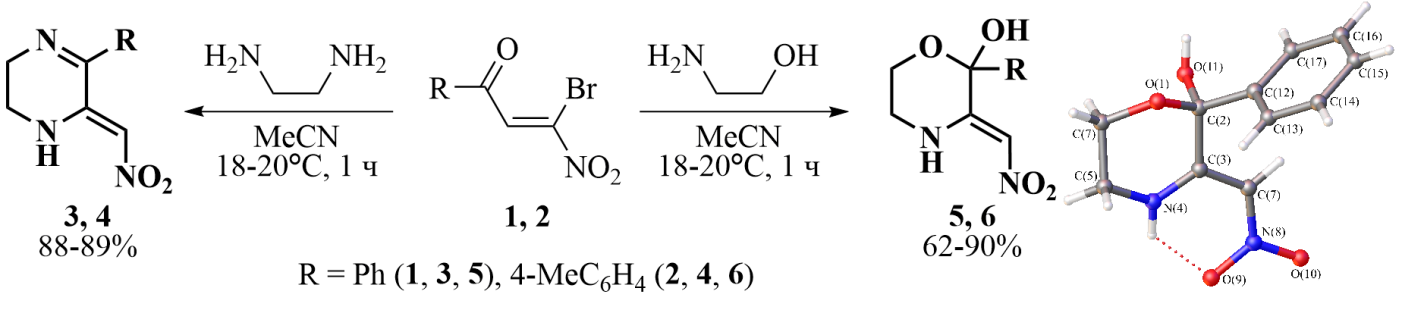 N R
N
H
NO2
3, 4
88-89%
H2N NH2
MeCN
18-20°C, 1 ч
O
R Br
NO2
1, 2
H2N OH
MeCN
18-20°C, 1 ч
O OH
R
N
H
NO2
5, 6
62-90%
R = Ph (1, 3, 5), 4-MeC6H4 (2, 4, 6)
C(16)
C(17)
O(11)
C(15)
O(1)
C(12)
C(14)
C(2)
C(13)
C(7)
C(3)
C(5)
C(7)
N(4)
N(8)
O(10)
O(9)